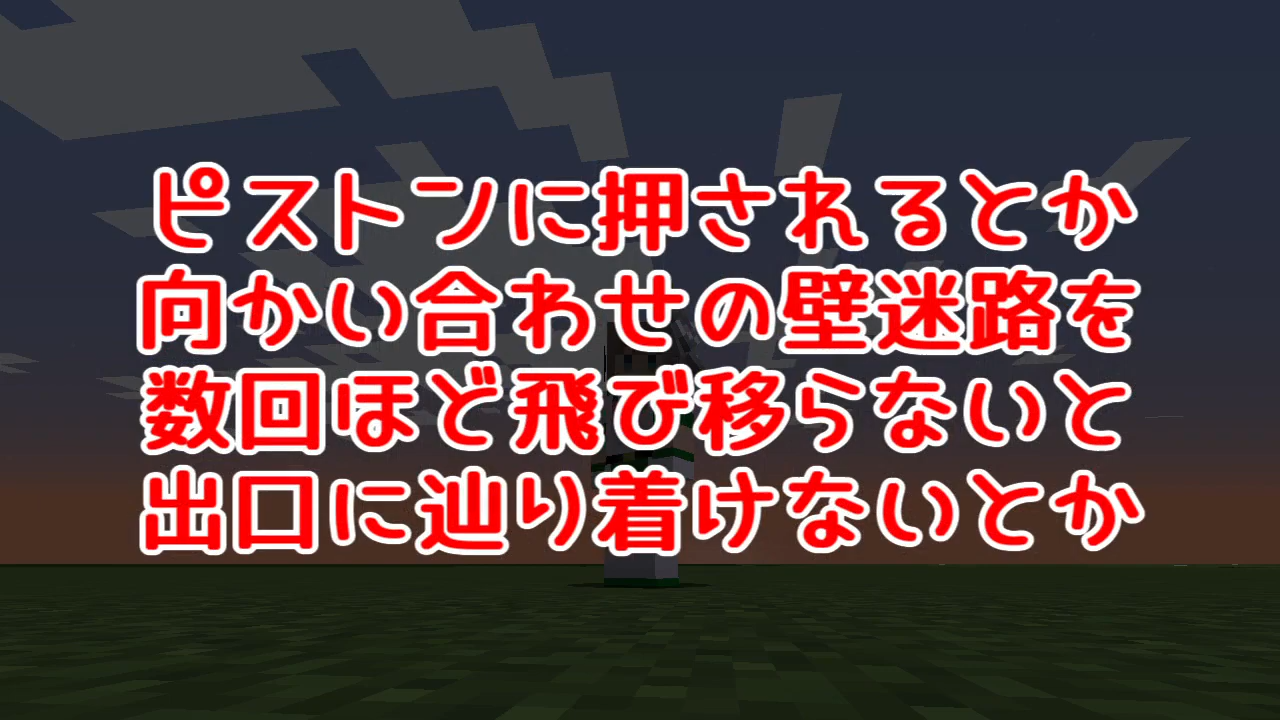 ピストンに押されるとか
向かい合わせの壁迷路を
数回ほど飛び移らないと
出口に辿り着けないとか